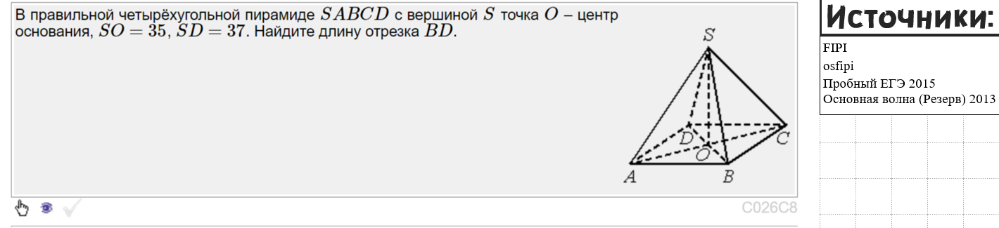 В правильной четырёхугольной пирамиде SABCD с вершиной S точка O – центр
основания, SO = 35, SD = 37. Найдите длину отрезка BD.
S
D
C
O
A
B
C026C8
Источники:
FIPI
osfipi
Пробный ЕГЭ 2015
Основная волна (Резерв) 2013